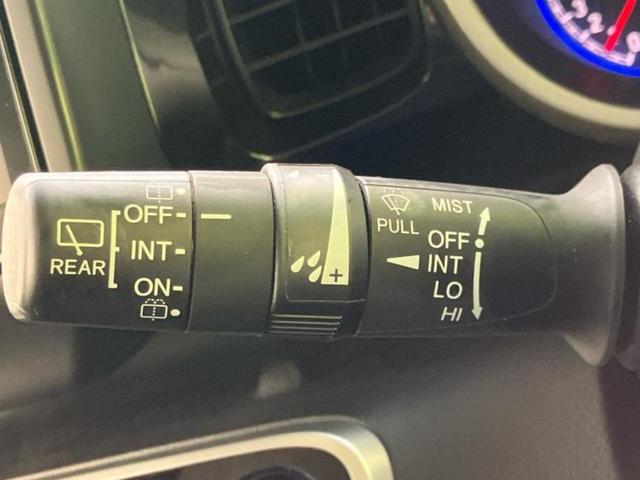 OFF
INT
REAR
ON
+
PULL
MIST
OFF
INT
LO
HI